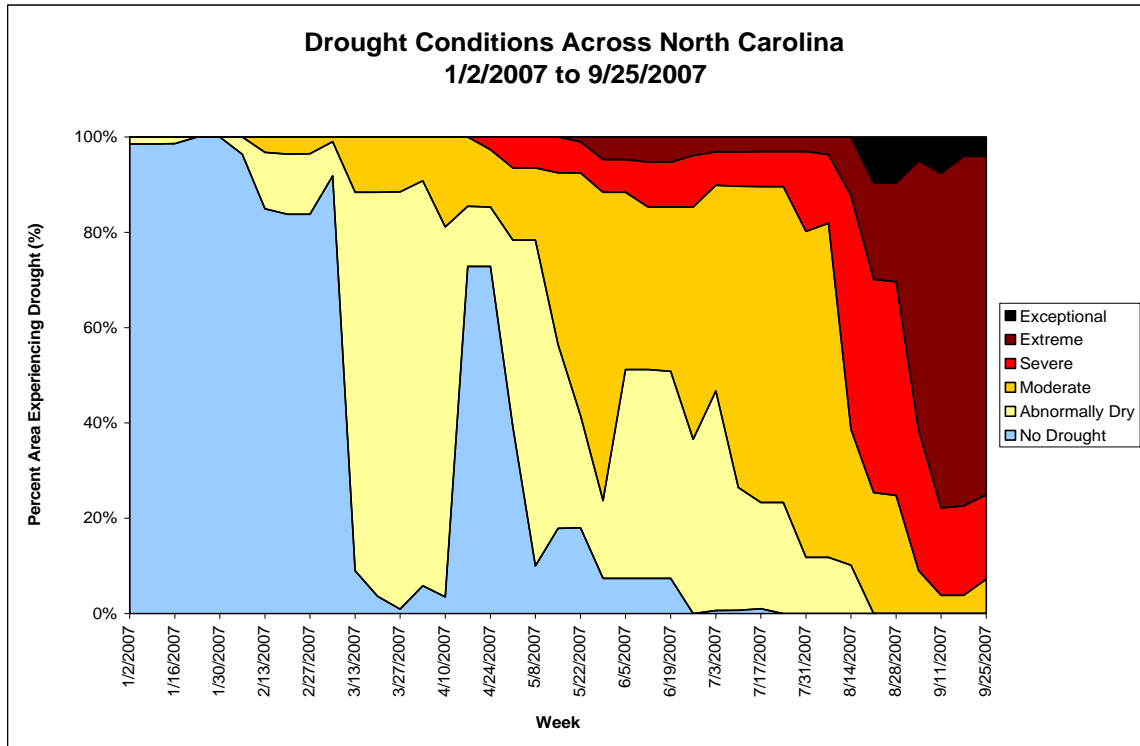 Drought Conditions Across North Carolina
1/2/2007 to 9/25/2007
Percent Area Experiencing Drought (%)
100%
80%
60%
40%
20%
0%
1/2/2007
1/16/2007
1/30/2007
2/13/2007
2/27/2007
3/13/2007
3/27/2007
4/10/2007
4/24/2007
5/8/2007
5/22/2007
6/5/2007
6/19/2007
7/3/2007
7/17/2007
7/31/2007
8/14/2007
8/28/2007
9/11/2007
9/25/2007
Week
Exceptional
Extreme
Severe
Moderate
Abnormally Dry
No Drought